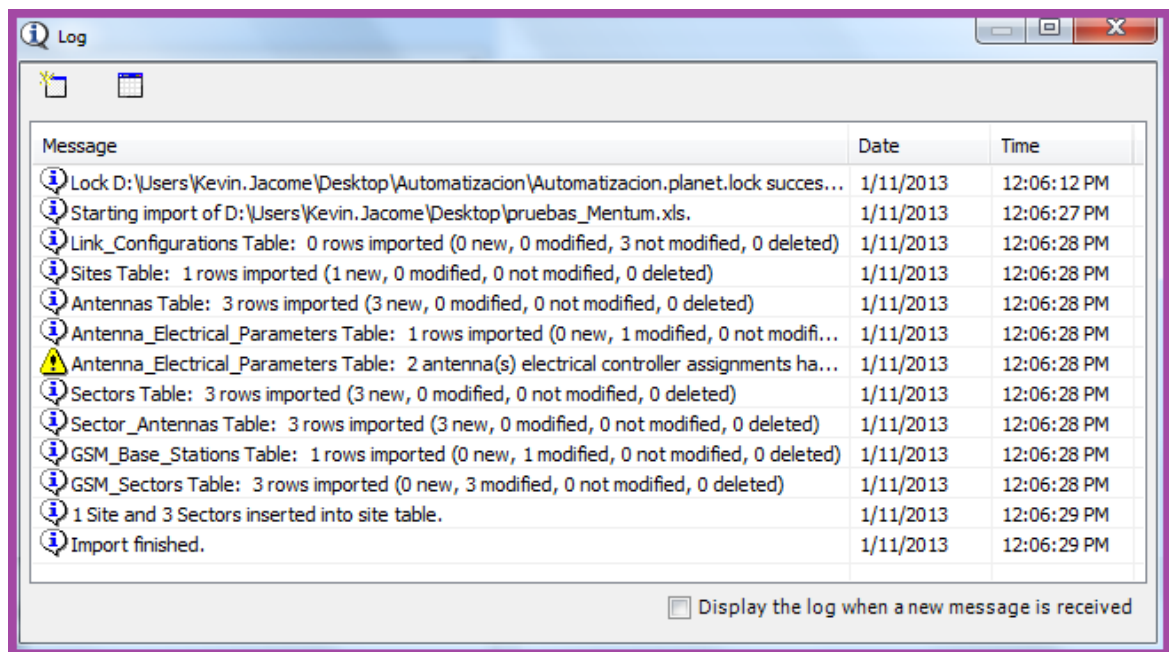 Log
Message Date Time
Lock D:\Users\Kevin.Jacome\Desktop\Automatizacion\Automatizacion.planet.lock succes... 1/11/2013 12:06:12 PM
Starting import of D:\Users\Kevin.Jacome\Desktop\pruebas_Mentum.xls. 1/11/2013 12:06:27 PM
Link_Configurations Table: 0 rows imported (0 new, 0 modified, 3 not modified, 0 deleted) 1/11/2013 12:06:28 PM
Sites Table: 1 rows imported (1 new, 0 modified, 0 not modified, 0 deleted) 1/11/2013 12:06:28 PM
Antennas Table: 3 rows imported (3 new, 0 modified, 0 not modified, 0 deleted) 1/11/2013 12:06:28 PM
Antenna_Electrical_Parameters Table: 1 rows imported (0 new, 1 modified, 0 not modifi... 1/11/2013 12:06:28 PM
Antenna_Electrical_Parameters Table: 2 antenna(s) electrical controller assignments ha... 1/11/2013 12:06:28 PM
Sectors Table: 3 rows imported (3 new, 0 modified, 0 not modified, 0 deleted) 1/11/2013 12:06:28 PM
Sector_Antennas Table: 3 rows imported (3 new, 0 modified, 0 not modified, 0 deleted) 1/11/2013 12:06:28 PM
GSM_Base_Stations Table: 1 rows imported (0 new, 1 modified, 0 not modified, 0 deleted) 1/11/2013 12:06:28 PM
GSM_Sectors Table: 3 rows imported (0 new, 3 modified, 0 not modified, 0 deleted) 1/11/2013 12:06:28 PM
1 Site and 3 Sectors inserted into site table. 1/11/2013 12:06:29 PM
Import finished. 1/11/2013 12:06:29 PM
Display the log when a new message is received